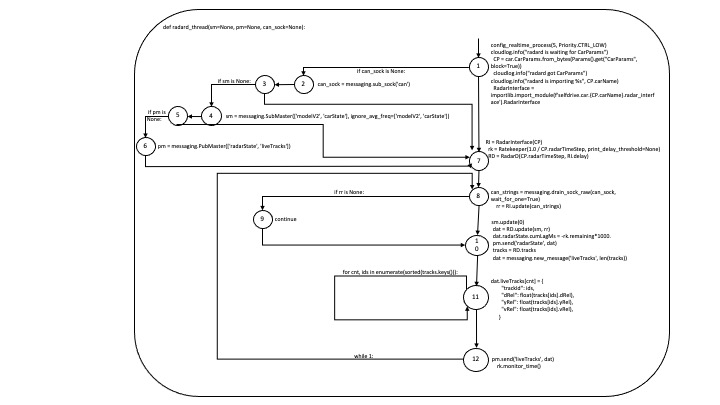 def radard_thread(sm=None, pm=None, can_sock=None):
config_realtime_process(5, Priority.CTRL_LOW)
cloudlog.info("radard is waiting for CarParams")
CP = car.CarParams.from_bytes(Params().get("CarParams",
block=True))
cloudlog.info("radard got CarParams")
cloudlog.info("radard is importing %s", CP.carName)
RadarInterface =
importlib.import_module(f'selfdrive.car.{CP.carName}.radar_interf
ace').RadarInterface
1
if can_sock is None:
2
can_sock = messaging.sub_sock('can')
3
if sm is None:
4
sm = messaging.SubMaster(['modelV2', 'carState'], ignore_avg_freq=['modelV2', 'carState'])
5
if pm is
None:
6
pm = messaging.PubMaster(['radarState', 'liveTracks'])
RI = RadarInterface(CP)
rk = Ratekeeper(1.0 / CP.radarTimeStep, print_delay_threshold=None)
RD = RadarD(CP.radarTimeStep, RI.delay)
7
8
can_strings = messaging.drain_sock_raw(can_sock,
wait_for_one=True)
rr = RI.update(can_strings)
if rr is None:
9
continue
sm.update(0)
dat = RD.update(sm, rr)
dat.radarState.cumLagMs = -rk.remaining*1000.
pm.send('radarState', dat)
tracks = RD.tracks
dat = messaging.new_message('liveTracks', len(tracks))
1
0
for cnt, ids in enumerate(sorted(tracks.keys())):
11
dat.liveTracks[cnt] = {
"trackId": ids,
"dRel": float(tracks[ids].dRel),
"yRel": float(tracks[ids].yRel),
"vRel": float(tracks[ids].vRel),
}
while 1:
12
pm.send('liveTracks', dat)
rk.monitor_time()